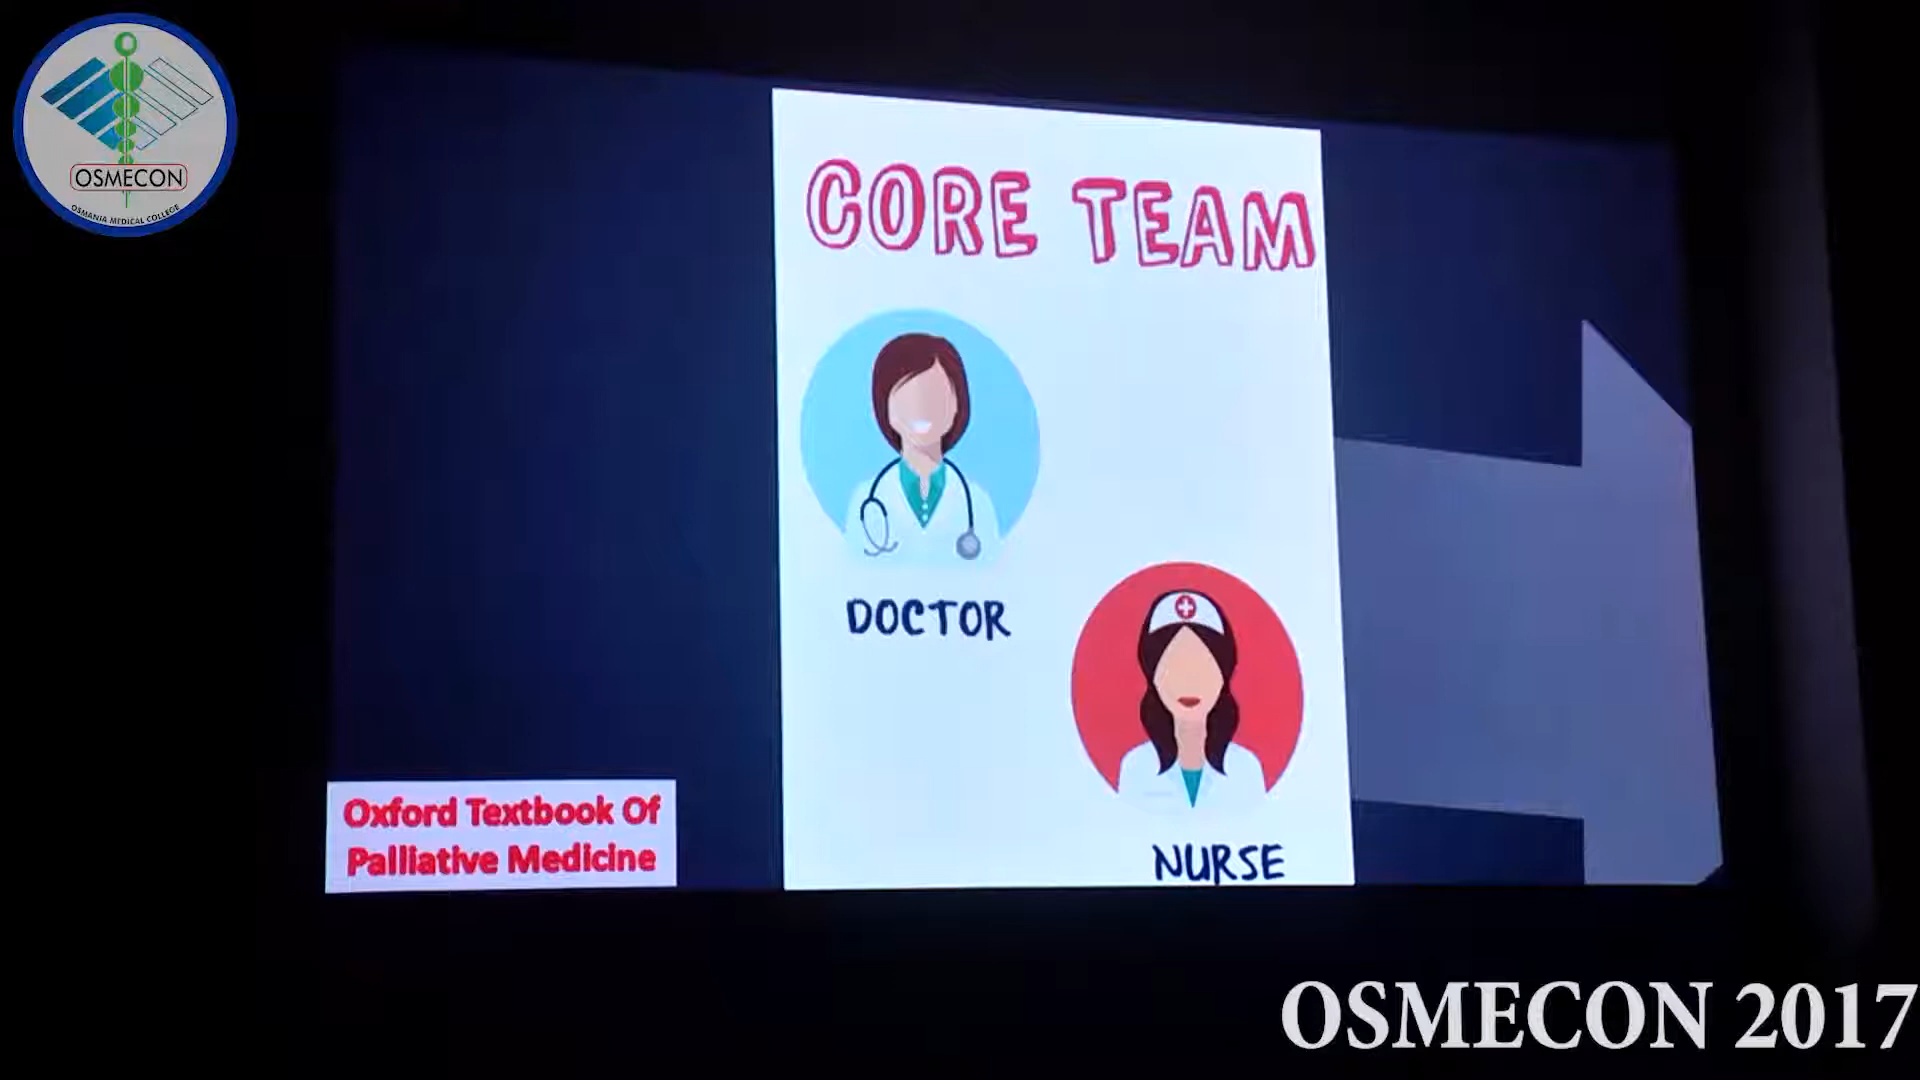 OSMECON
OSMANIA MEDICAL COLLEGE
CORE TEAM
DOCTOR
NURSE
Oxford Textbook Of
Palliative Medicine
OSMECON 2017